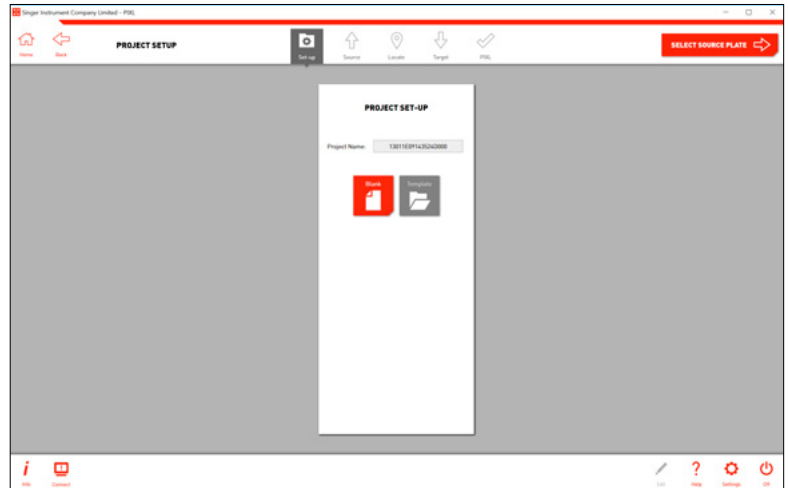 Singer Instrument Company Limited - PIXL
Home
Back
PROJECT SETUP
Set-up
Source
Locate
Target
PIXL
SELECT SOURCE PLATE
PROJECT SET-UP
Project Name:
Blank
Template
Info
Connect
Help
Settings
Off